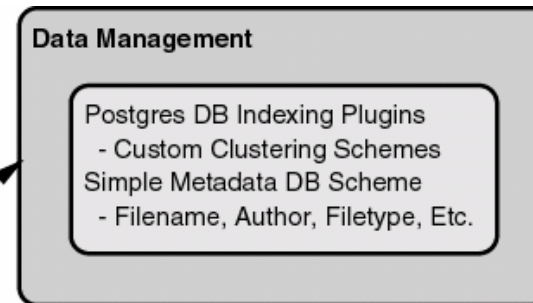 Data Management
Postgres DB Indexing Plugins
- Custom Clustering Schemes
Simple Metadata DB Scheme
- Filename, Author, Filetype, Etc.